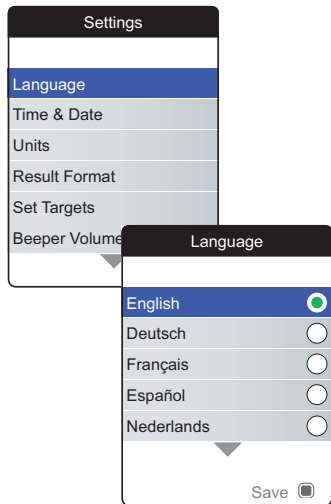 Settings
Language
Time & Date
Units
Result Format
Set Targets
Beeper Volume
Language
English
Deutsch
Français
Español
Nederlands
Save